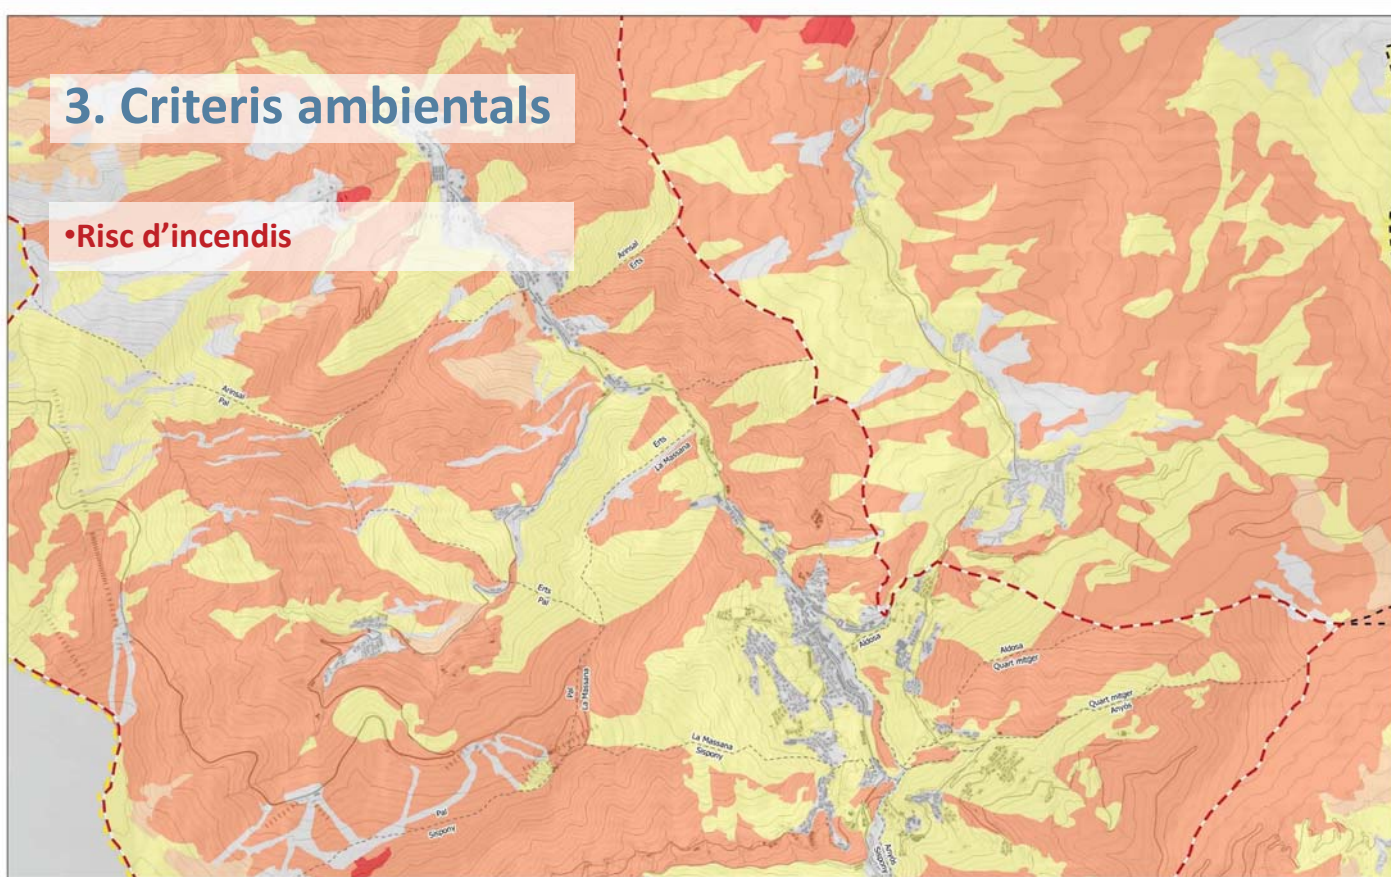 3. Criteris ambientals
•Risc d'incendis
Arinsal
Erts
Arinsal
Pal
Erts
La Massana
Erts
Pal
Aldosa
Aldosa
Quart mitger
Pal
La Massana
Quart mitger
Anyós
La Massana
Sispony
Pal
Sispony
Anyós
Sispony